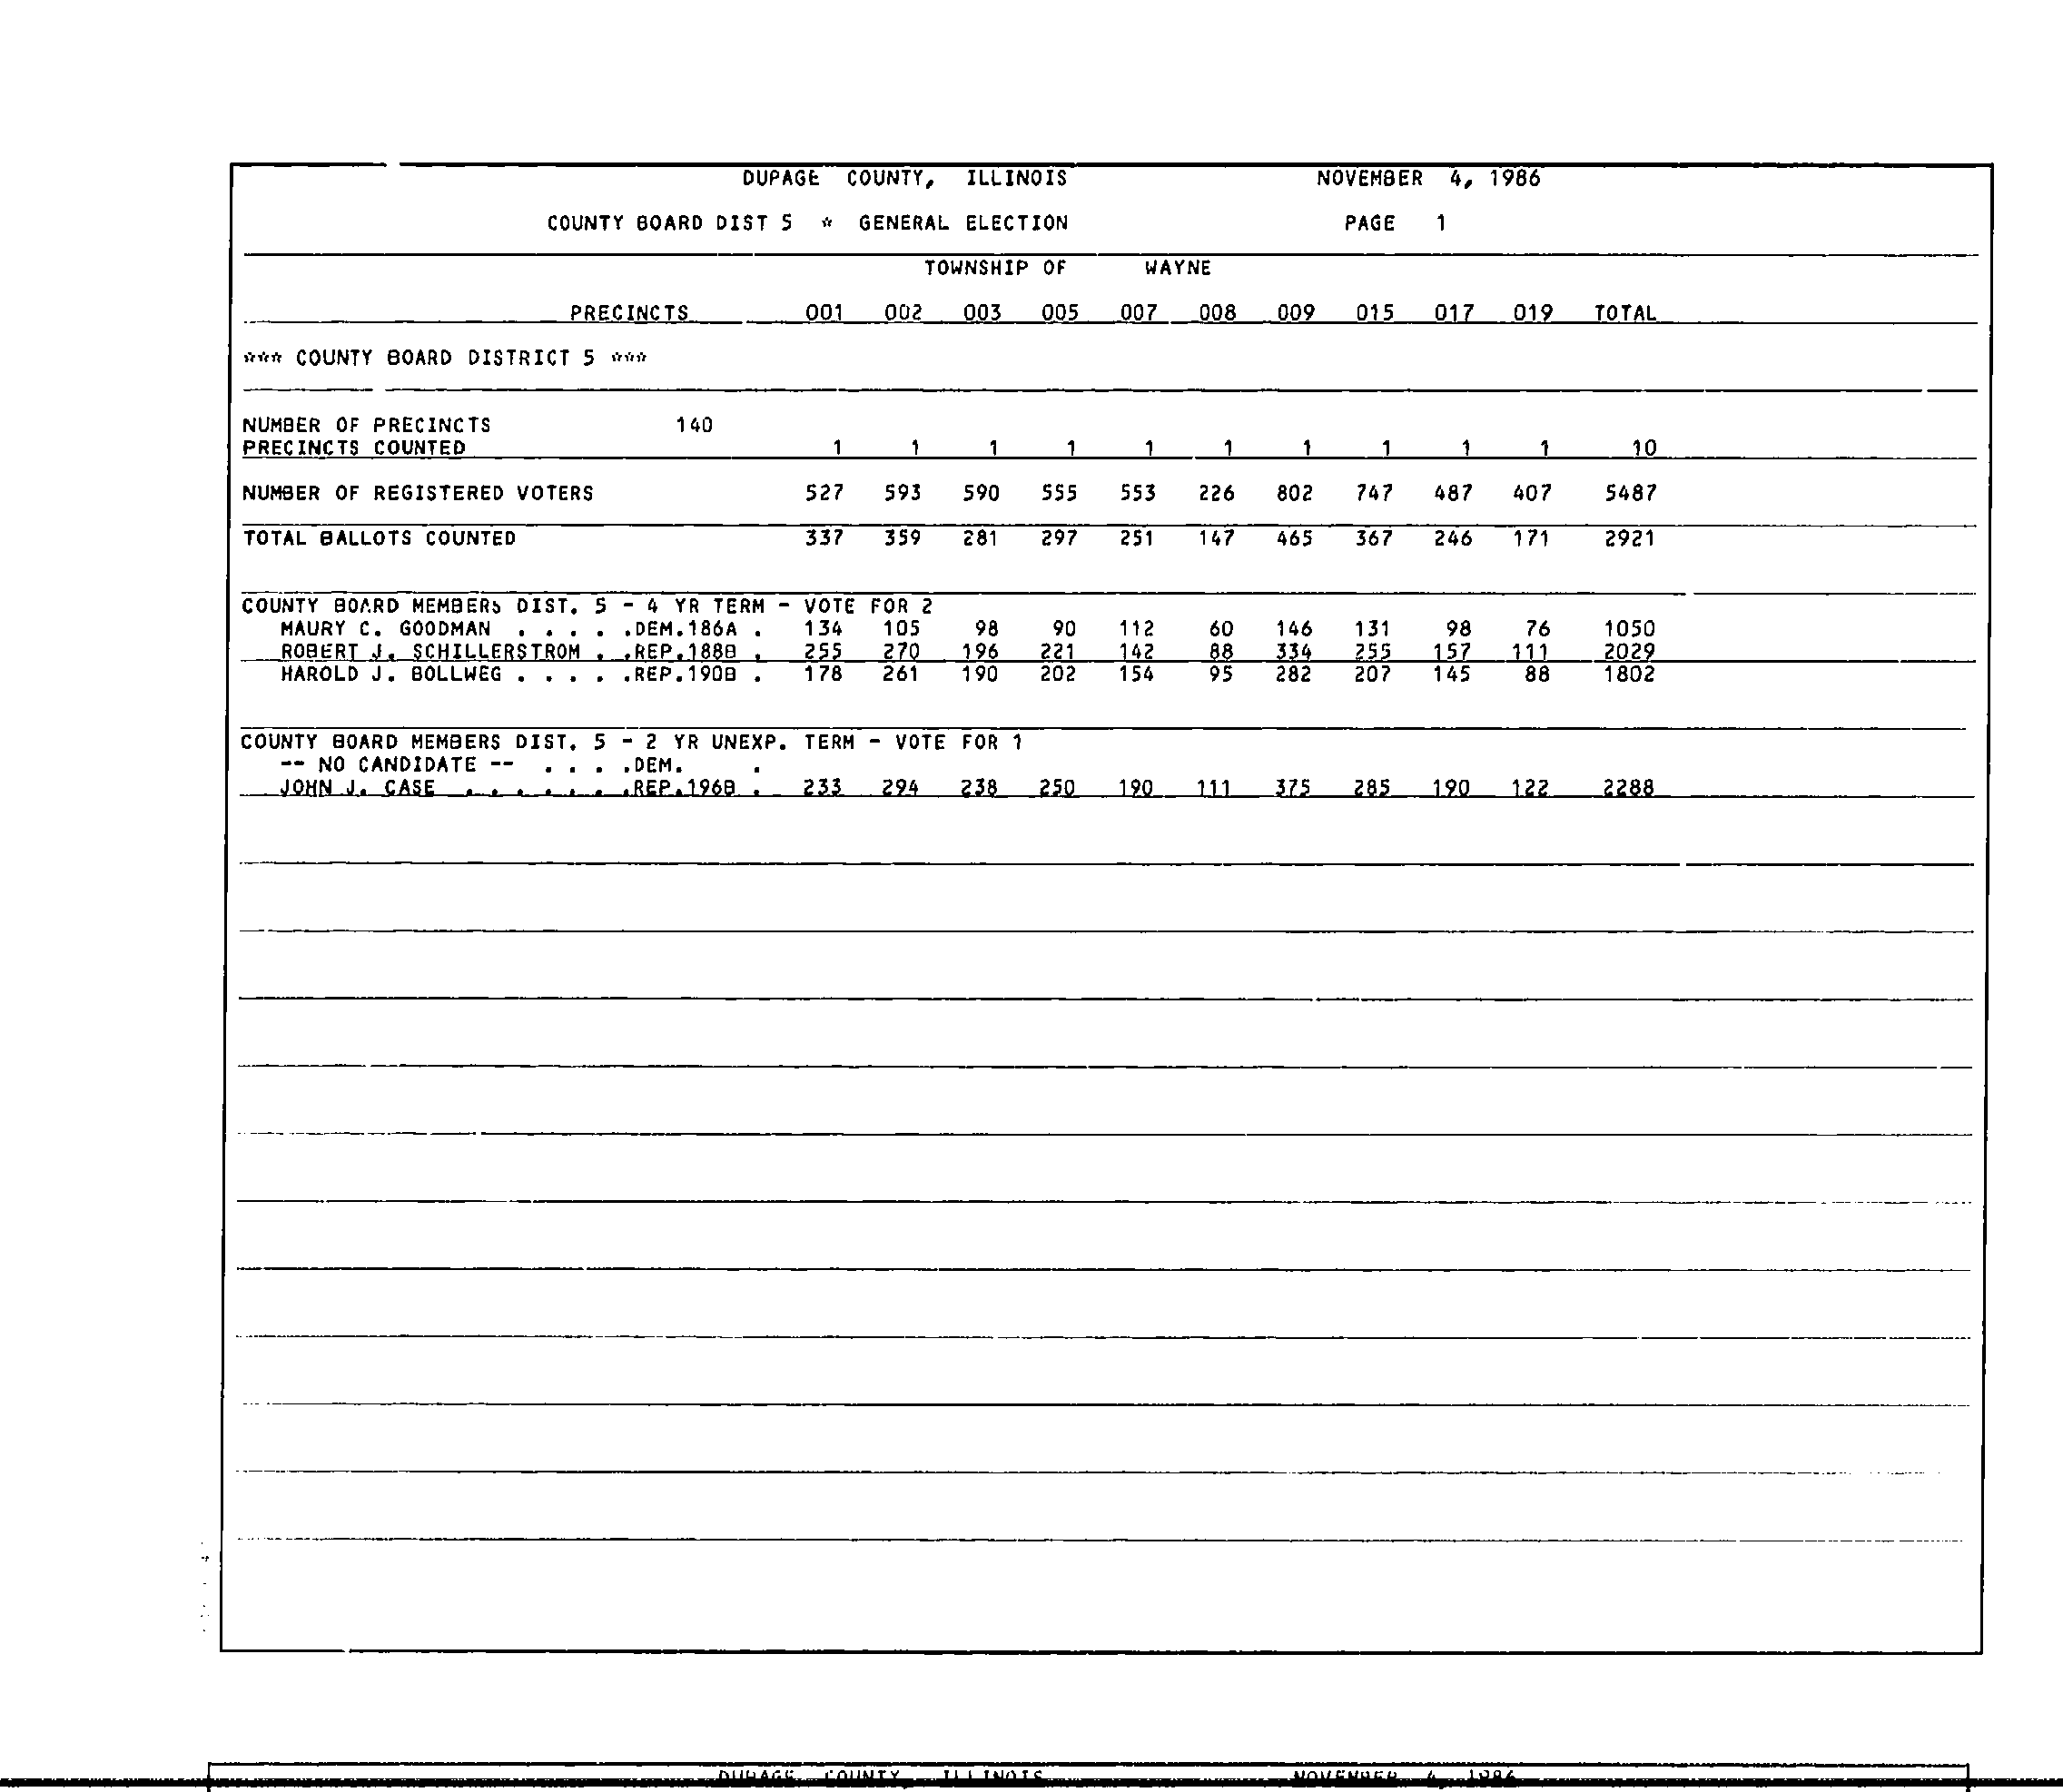 DUPAGE COUNTY, ILLINOIS NOVEMBER 4, 1986
COUNTY BOARD DIST 5 * GENERAL ELECTION PAGE 1
TOWNSHIP OF WAYNE
PRECINCTS 001 002 003 005 007 008 009 015 017 019 TOTAL
*** COUNTY BOARD DISTRICT 5 ***
NUMBER OF PRECINCTS 140
PRECINCTS COUNTED 1 1 1 1 1 1 1 1 1 1 10
NUMBER OF REGISTERED VOTERS 527 593 590 555 553 226 802 747 487 407 5487
TOTAL BALLOTS COUNTED 337 359 281 297 251 147 465 367 246 171 2921
COUNTY BOARD MEMBERS DIST. 5 - 4 YR TERM - VOTE FOR 2
MAURY C. GOODMAN . . . . .DEM.186A . 134 105 98 90 112 60 146 131 98 76 1050
ROBERT J. SCHILLERSTROM . .REP.188B . 255 270 196 221 142 88 334 255 157 111 2029
HAROLD J. BOLLWEG . . . . .REP.190B . 178 261 190 202 154 95 282 207 145 88 1802
COUNTY BOARD MEMBERS DIST. 5 - 2 YR UNEXP. TERM - VOTE FOR 1
-- NO CANDIDATE -- . . . .DEM. .
JOHN J. CASE . . . . . . .REP.196B . 233 294 238 250 190 111 375 285 190 122 2288
DUPAGE COUNTY, ILLINOIS NOVEMBER 4, 1986